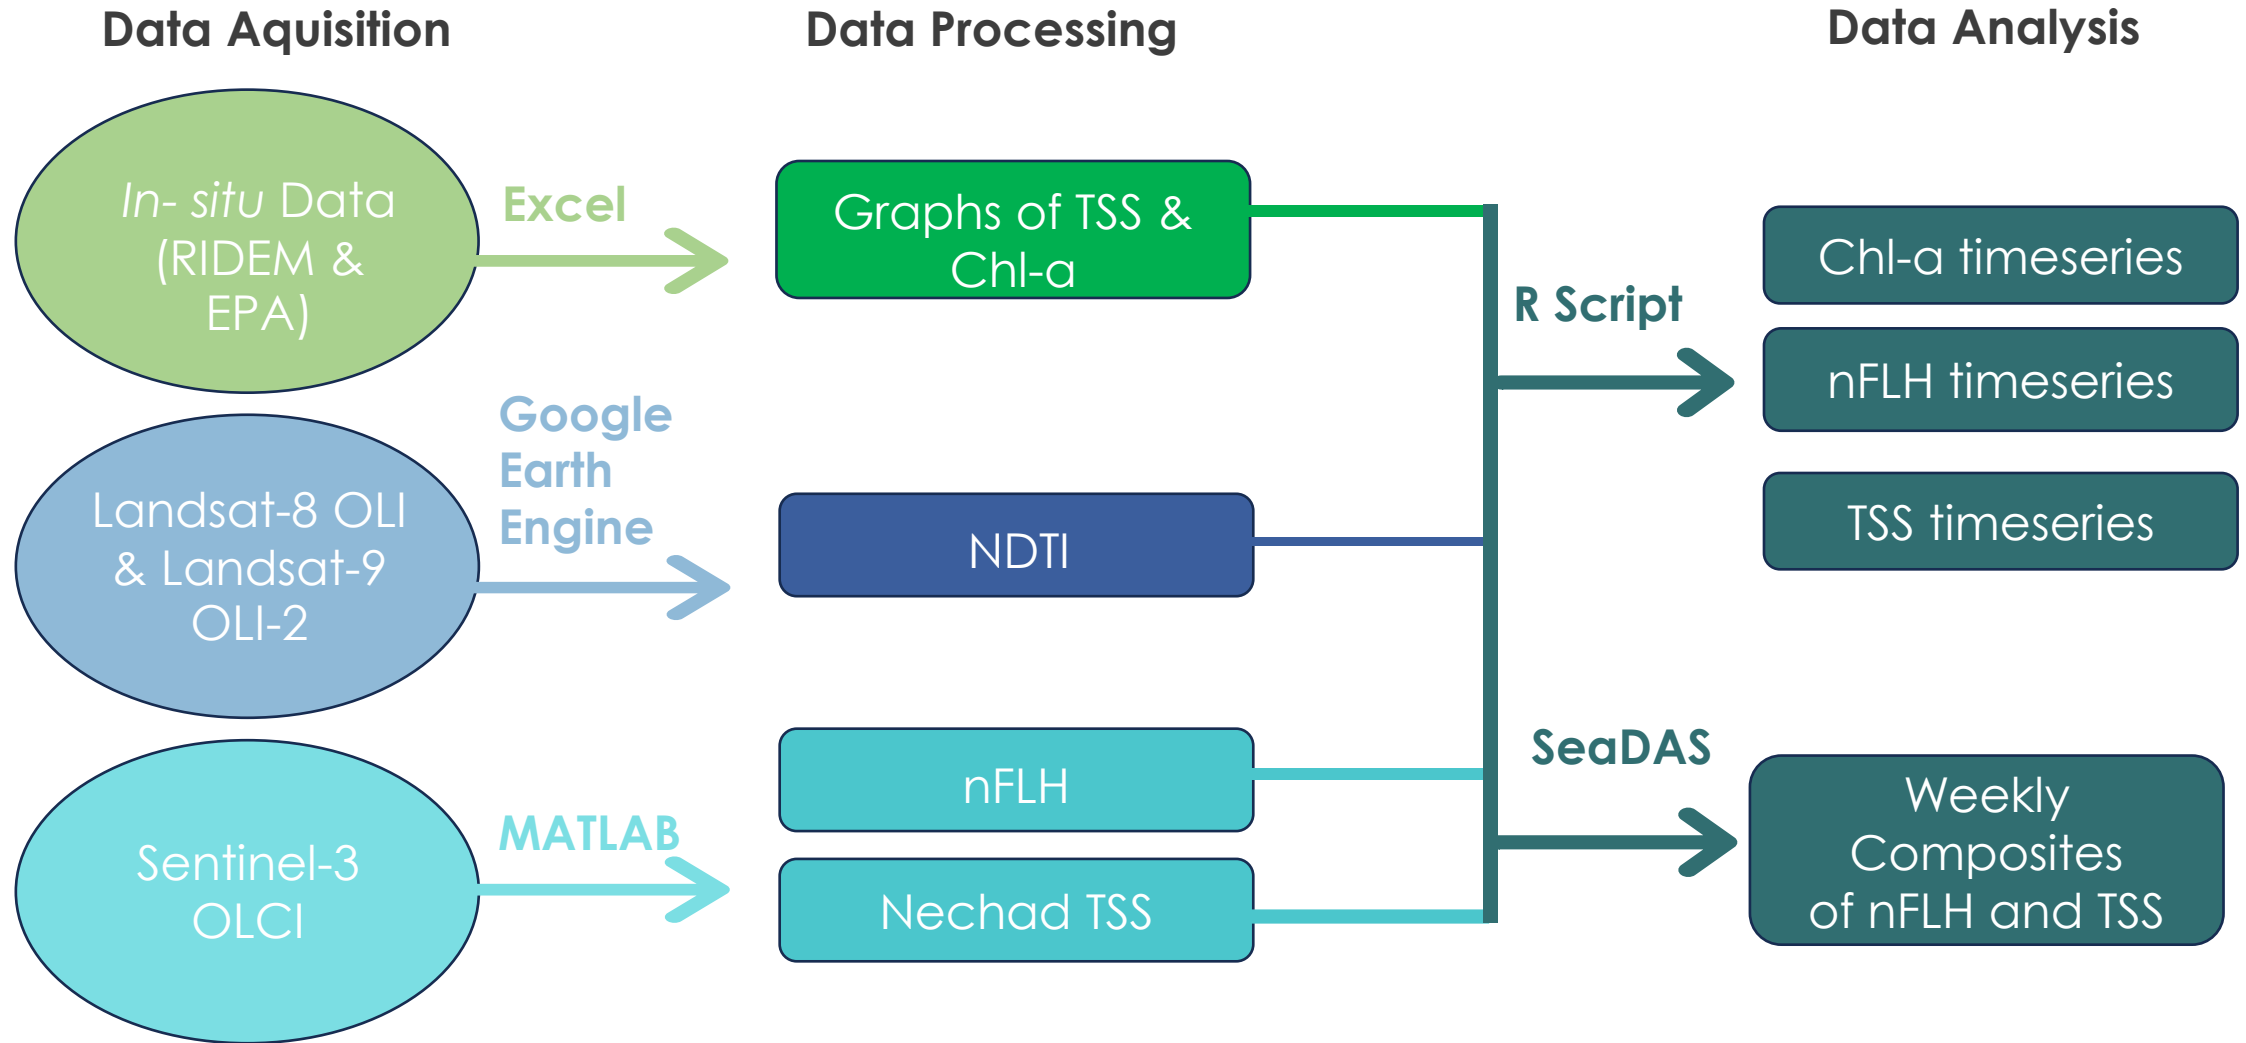 Data Aquisition
Data Processing
Data Analysis
In- situ Data
(RIDEM &
EPA)
Excel
Graphs of TSS &
Chl-a
R Script
Chl-a timeseries
nFLH timeseries
TSS timeseries
Landsat-8 OLI
& Landsat-9
OLI-2
Google
Earth
Engine
NDTI
Sentinel-3
OLCI
MATLAB
nFLH
Nechad TSS
SeaDAS
Weekly
Composites
of nFLH and TSS